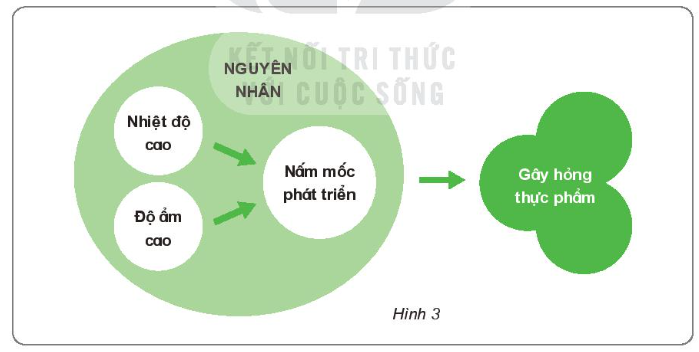 KẾT NỐI TRI THỨC
VỚI CUỘC SỐNG
NGUYÊN
NHÂN
Nhiệt độ
cao
Độ ẩm
cao
Nấm mốc
phát triển
Gây hỏng
thực phẩm
Hình 3